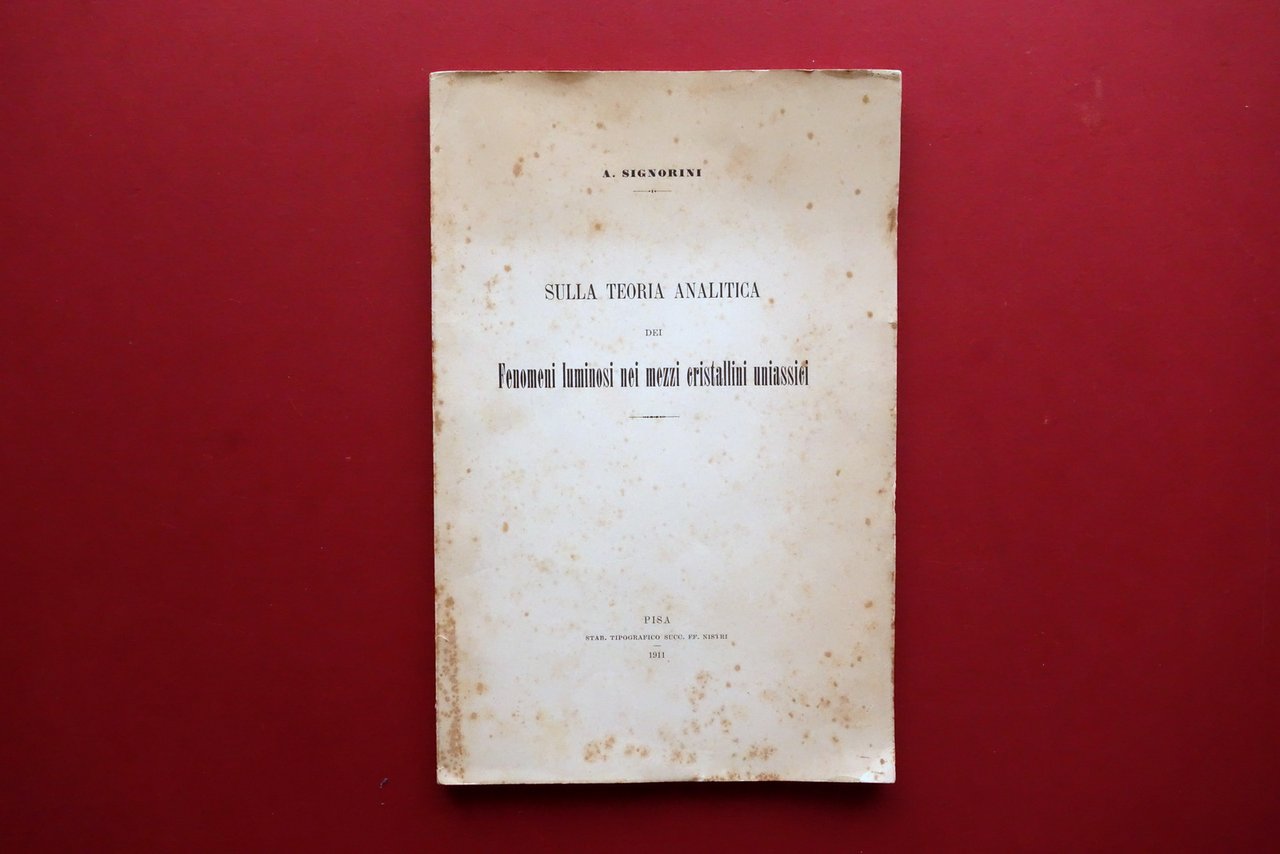 A. SIGNORINI
SULLA TEORIA ANALITICA
DEI
Fenomeni luminosi nei mezzi cristallini uniassici
PISA
STAB. TIPOGRAFICO SUCC. FF. NISTRI
1911